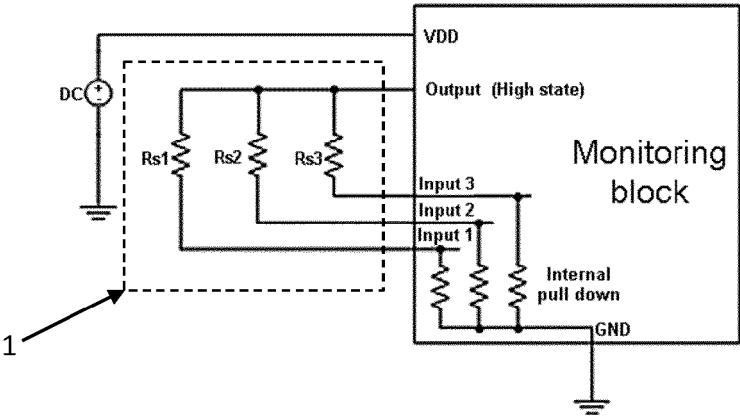 VDD
DC
+
-
Output (High state)
Rs1
Rs2
Rs3
Monitoring
block
Input 3
Input 2
Input 1
Internal
pull down
GND
1